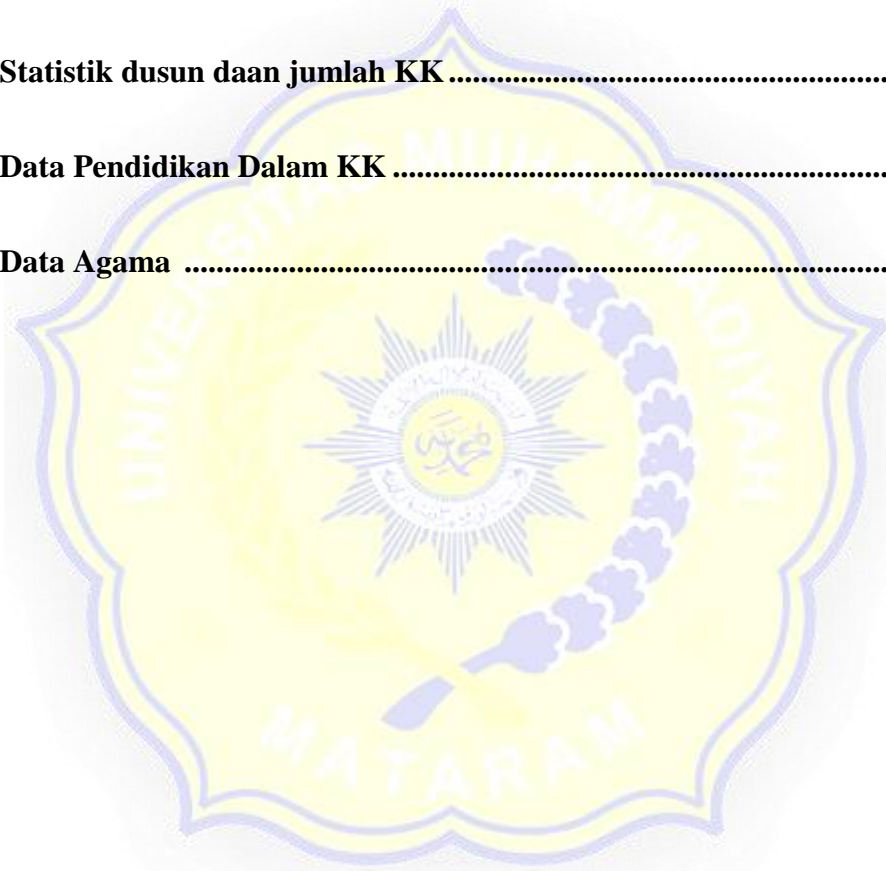 Statistik dusun daan jumlah KK ......................................................
Data Pendidikan Dalam KK .............................................................
Data Agama .......................................................................................
UNIVERSITAS MUHAMMADIYAH
MATARAM